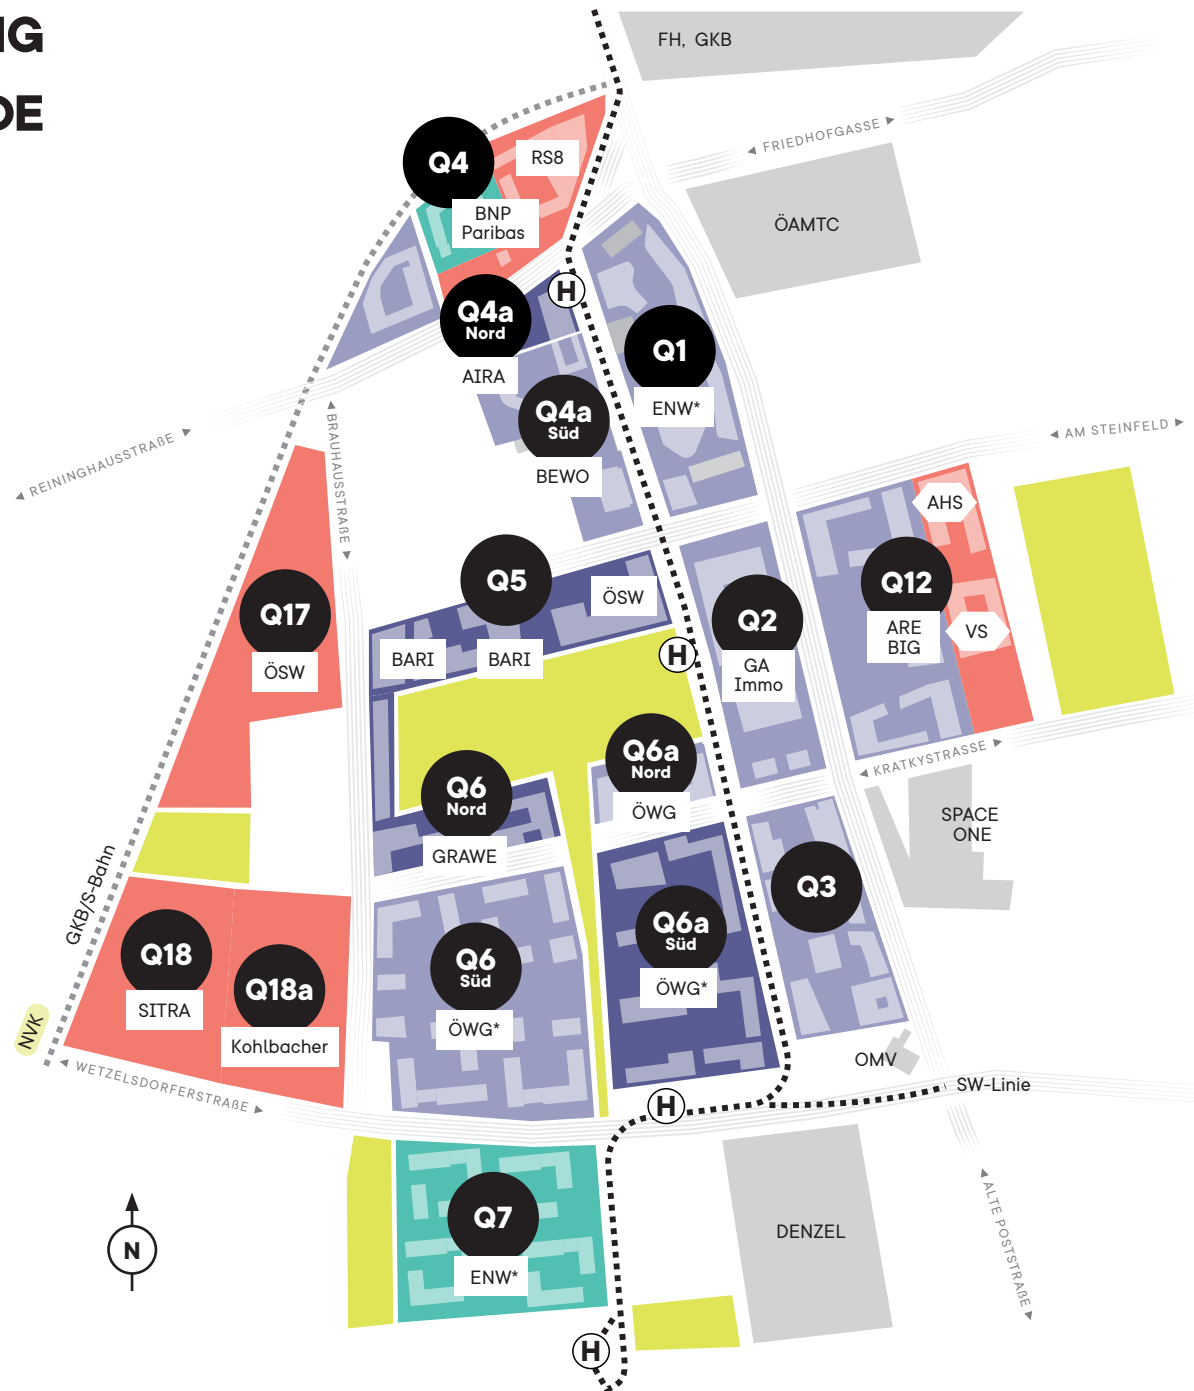 FH, GKB
FRIEDHOFGASSE
Q4
RS8
BNP
Paribas
ÖAMTC
H
Q4a
Nord
AIRA
Q1
ENW*
Q4a
Süd
BEWO
REININGHAUSSTRAßE
BRAUHAUSSTRAßE
AM STEINFELD
AHS
Q12
ARE
BIG
VS
Q5
ÖSW
BARI
BARI
H
Q2
GA
Immo
Q17
ÖSW
Q6a
Nord
ÖWG
Q6
Nord
GRAWE
KRATKYSTRASSE
SPACE
ONE
Q3
GKB/S-Bahn
Q18
SITRA
Q18a
Kohlbacher
Q6
Süd
ÖWG*
Q6a
Süd
ÖWG*
NVK
WETZELSDORFERSTRAßE
OMV
SW-Linie
H
Q7
ENW*
DENZEL
ALTE POSTSTRAßE
N
H